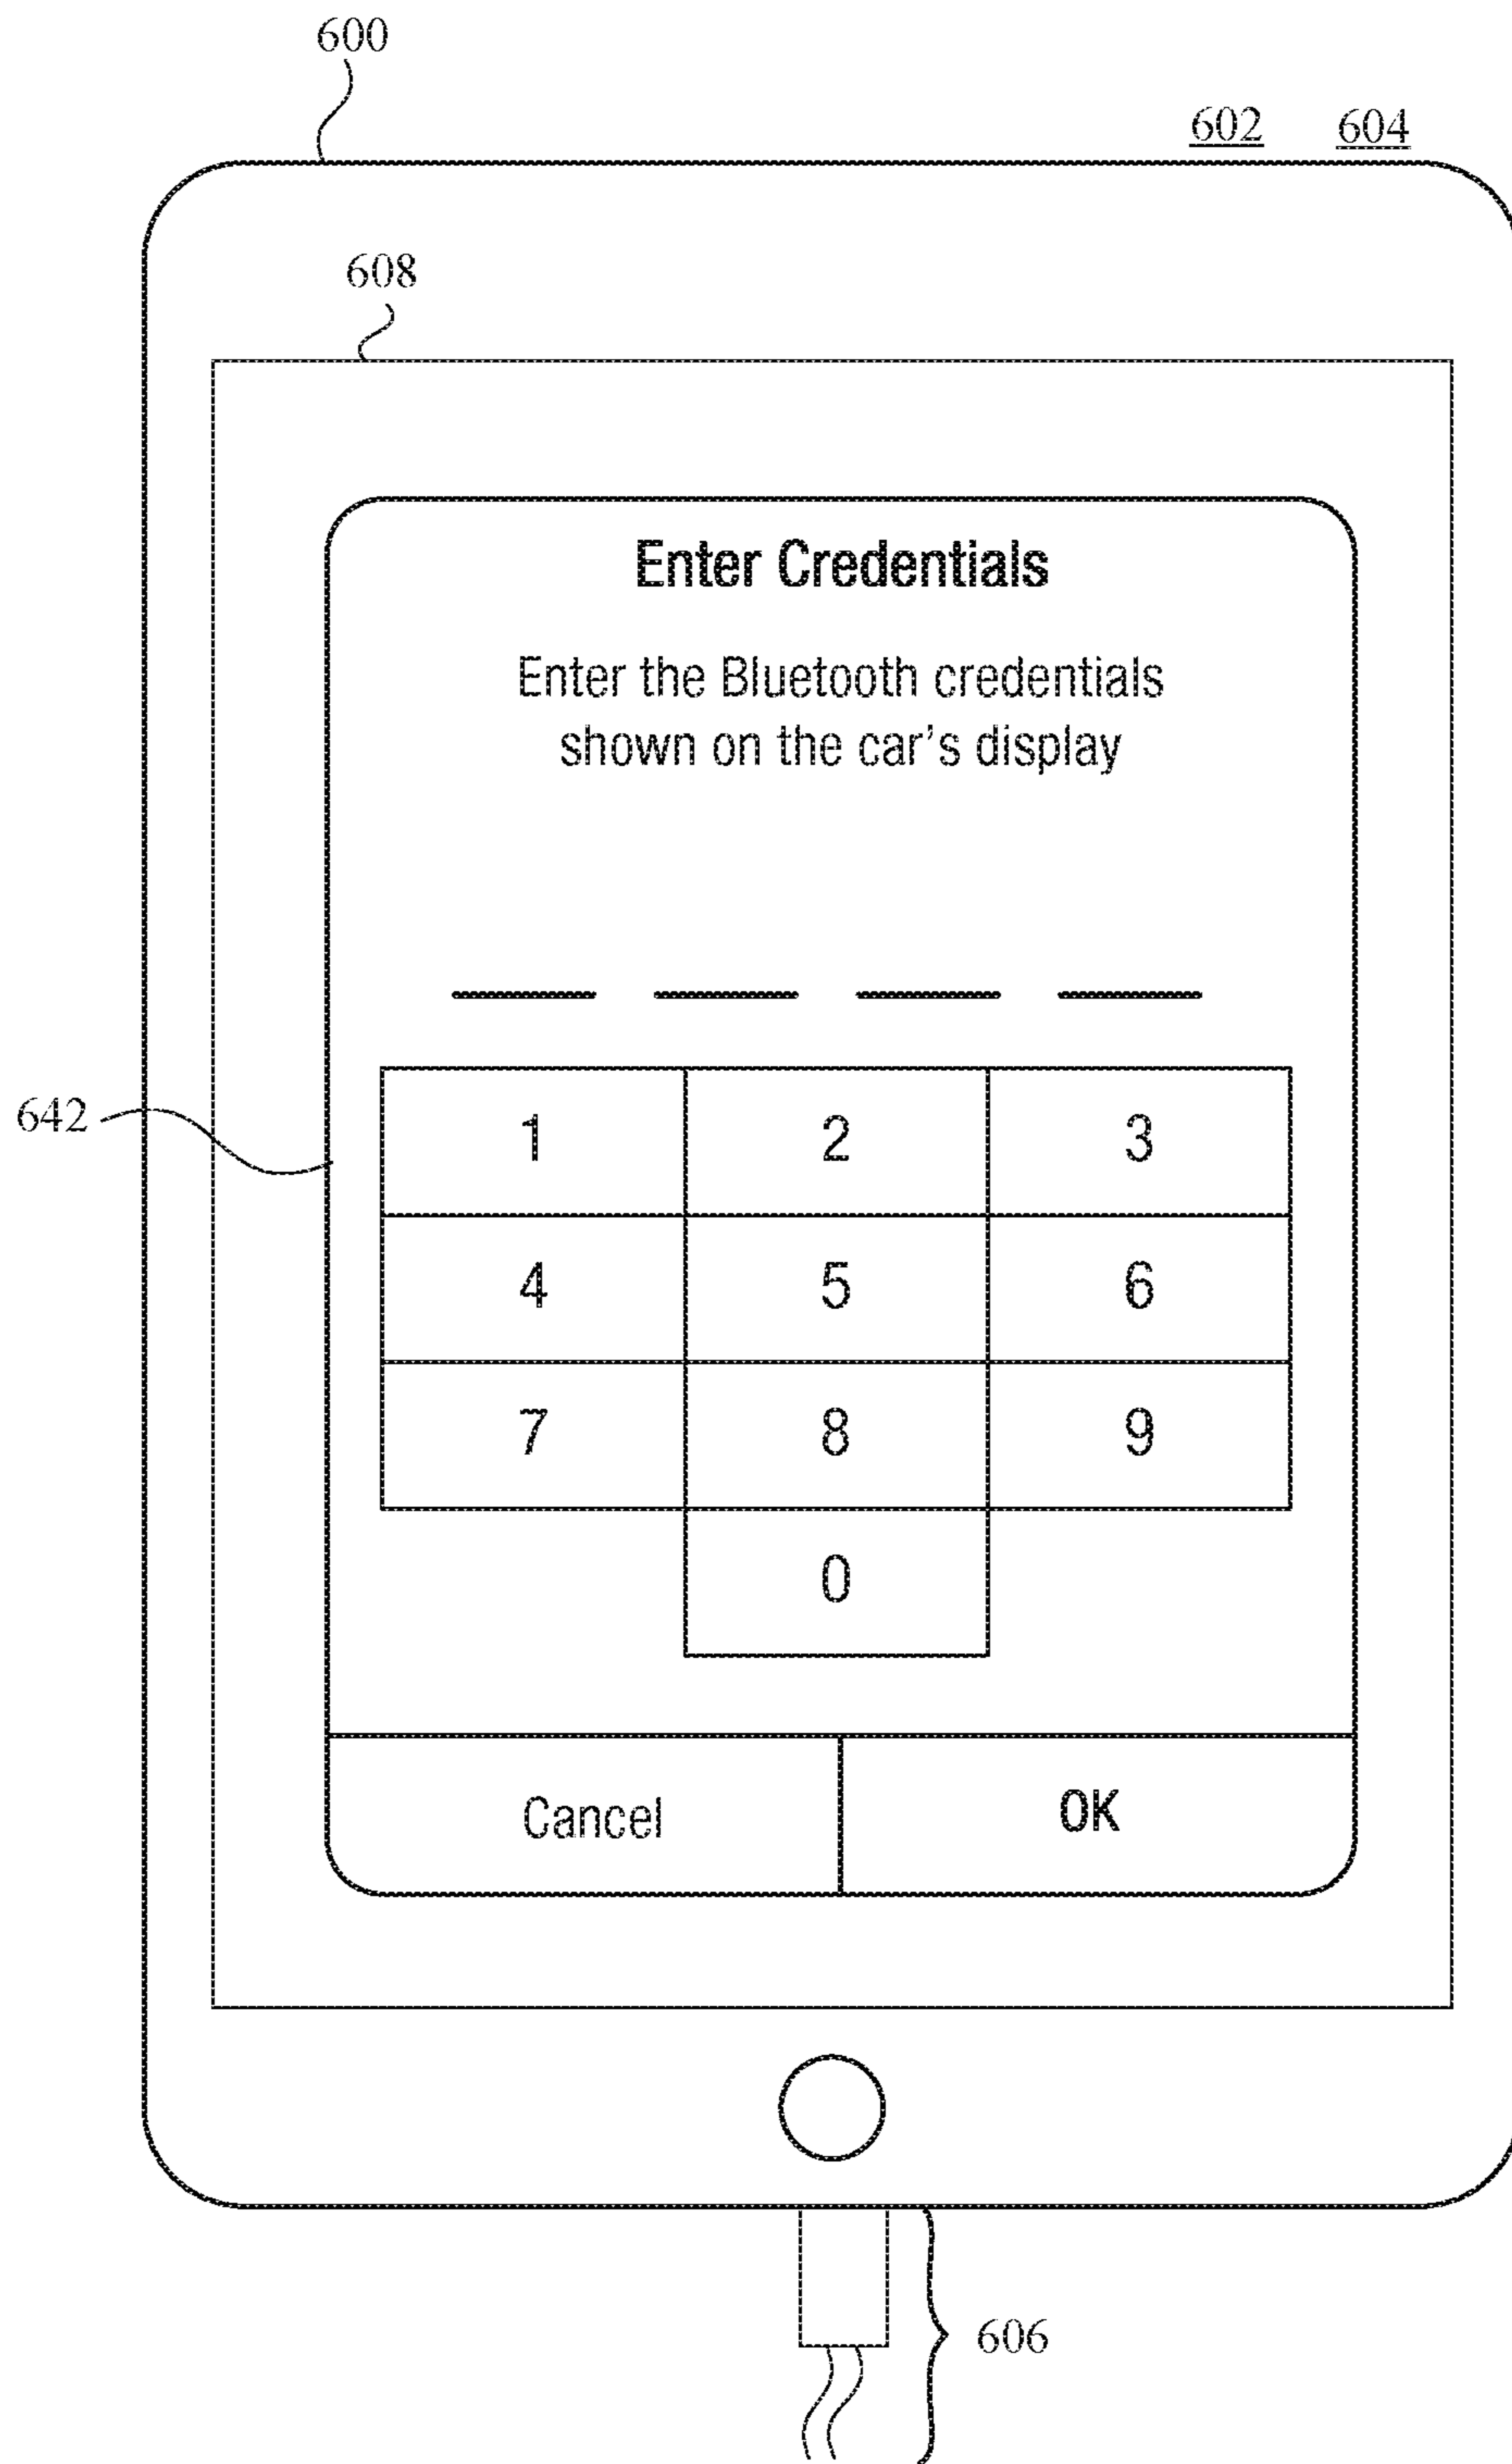 600
602 604
608
Enter Credentials
Enter the Bluetooth credentials
shown on the car's display
642
1 2 3
4 5 6
7 8 9
0
Cancel OK
606